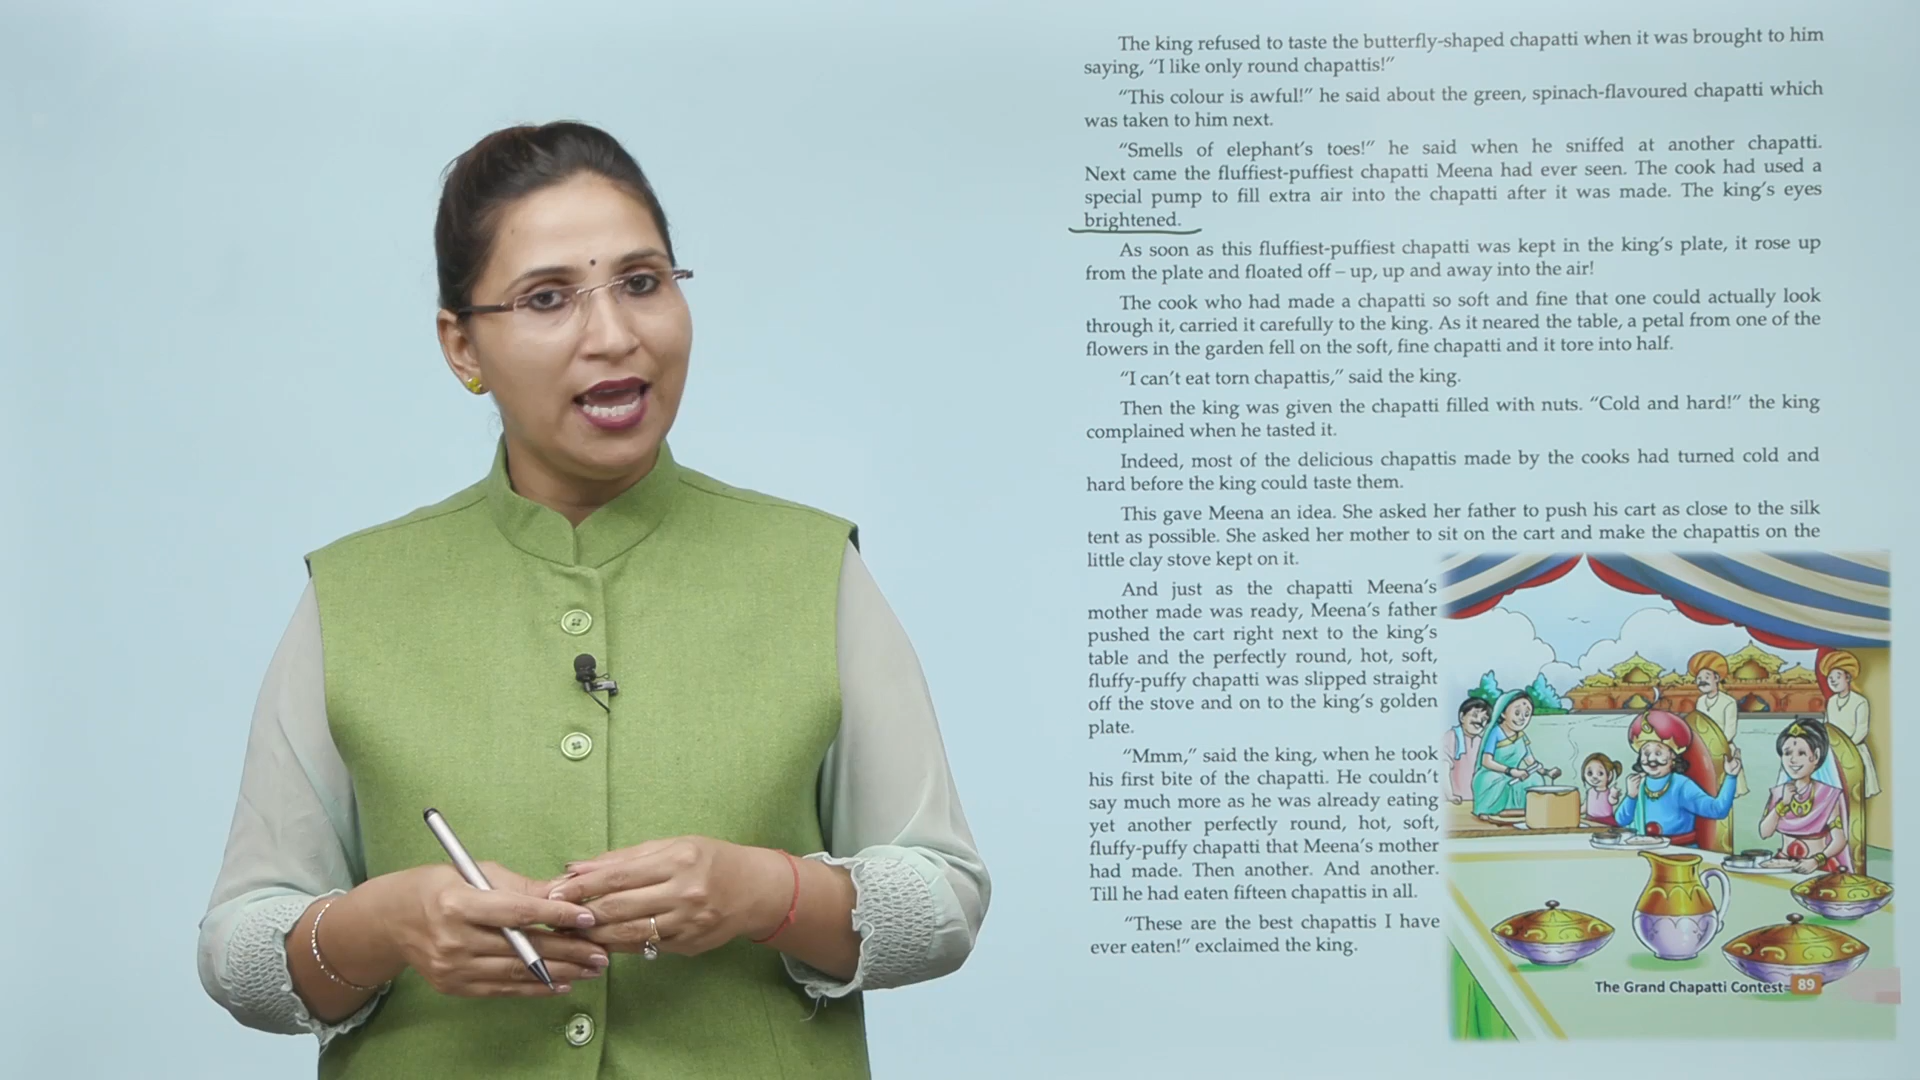 The king refused to taste the butterfly-shaped chapatti when it was brought to him
saying, “I like only round chapattis!”
“This colour is awful!” he said about the green, spinach-flavoured chapatti which
was taken to him next.
“Smells of elephant’s toes!” he said when he sniffed at another chapatti.
Next came the fluffiest-puffiest chapatti Meena had ever seen. The cook had used a
special pump to fill extra air into the chapatti after it was made. The king’s eyes
brightened.
As soon as this fluffiest-puffiest chapatti was kept in the king’s plate, it rose up
from the plate and floated off – up, up and away into the air!
The cook who had made a chapatti so soft and fine that one could actually look
through it, carried it carefully to the king. As it neared the table, a petal from one of the
flowers in the garden fell on the soft, fine chapatti and it tore into half.
“I can’t eat torn chapattis,” said the king.
Then the king was given the chapatti filled with nuts. “Cold and hard!” the king
complained when he tasted it.
Indeed, most of the delicious chapattis made by the cooks had turned cold and
hard before the king could taste them.
This gave Meena an idea. She asked her father to push his cart as close to the silk
tent as possible. She asked her mother to sit on the cart and make the chapattis on the
little clay stove kept on it.
And just as the chapatti Meena’s
mother made was ready, Meena’s father
pushed the cart right next to the king’s
table and the perfectly round, hot, soft,
fluffy-puffy chapatti was slipped straight
off the stove and on to the king’s golden
plate.
“Mmm,” said the king, when he took
his first bite of the chapatti. He couldn’t
say much more as he was already eating
yet another perfectly round, hot, soft,
fluffy-puffy chapatti that Meena’s mother
had made. Then another. And another.
Till he had eaten fifteen chapattis in all.
“These are the best chapattis I have
ever eaten!” exclaimed the king.
The Grand Chapatti Contest 89